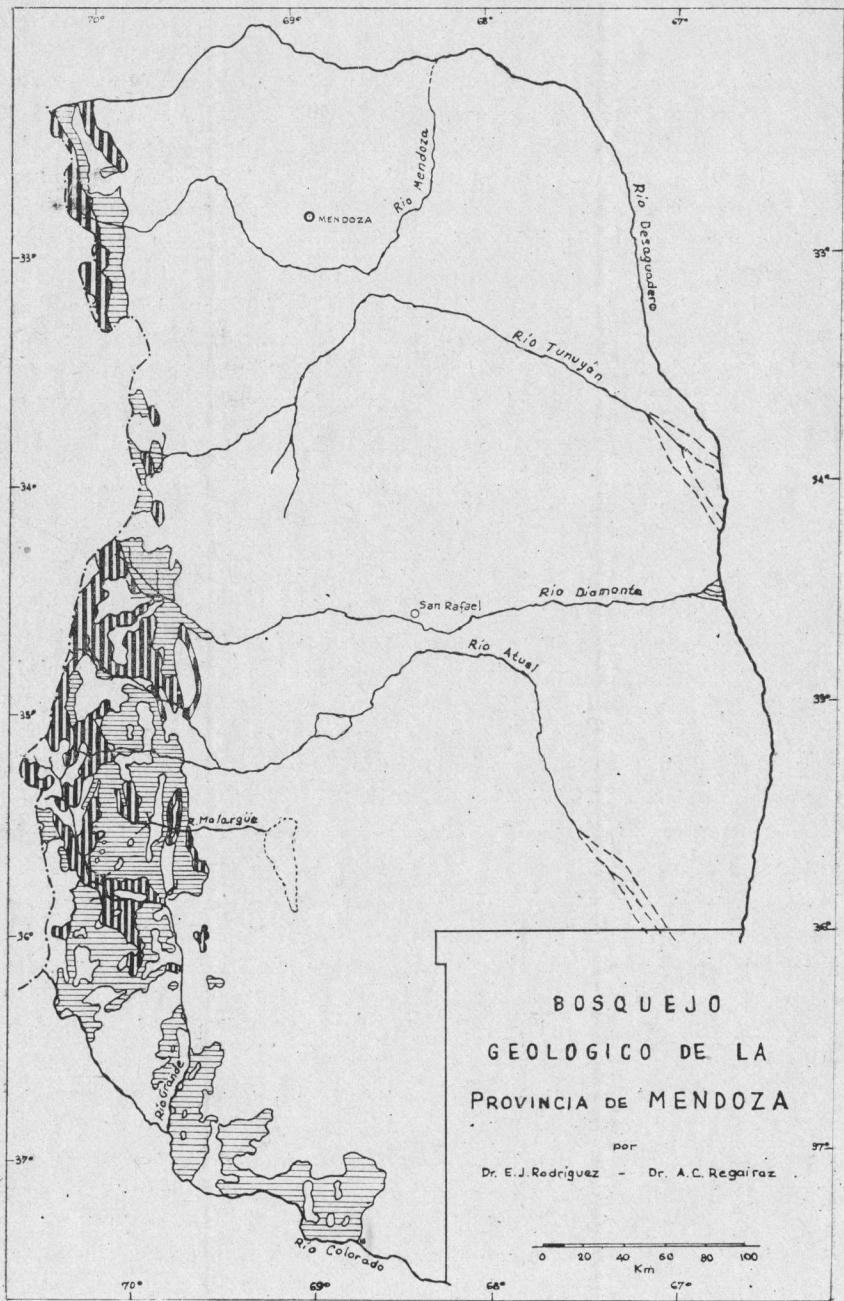 70° 69° 68° 67°
Río Mendoza
MENDOZA
Río Desaguadero
33° 33°
Río Tunuyán
34° 34°
Río Diamante
San Rafael
Río Atuel
35° 39°
R. Malargüe
36° 36°
BOSQUEJO
GEOLOGICO DE LA
PROVINCIA DE MENDOZA
por
Dr. E.J. Rodríguez - Dr. A.C. Regairaz
Río Grande
37° 37°
0 20 40 60 80 100
Km
Río Colorado
70° 69° 68° 67°